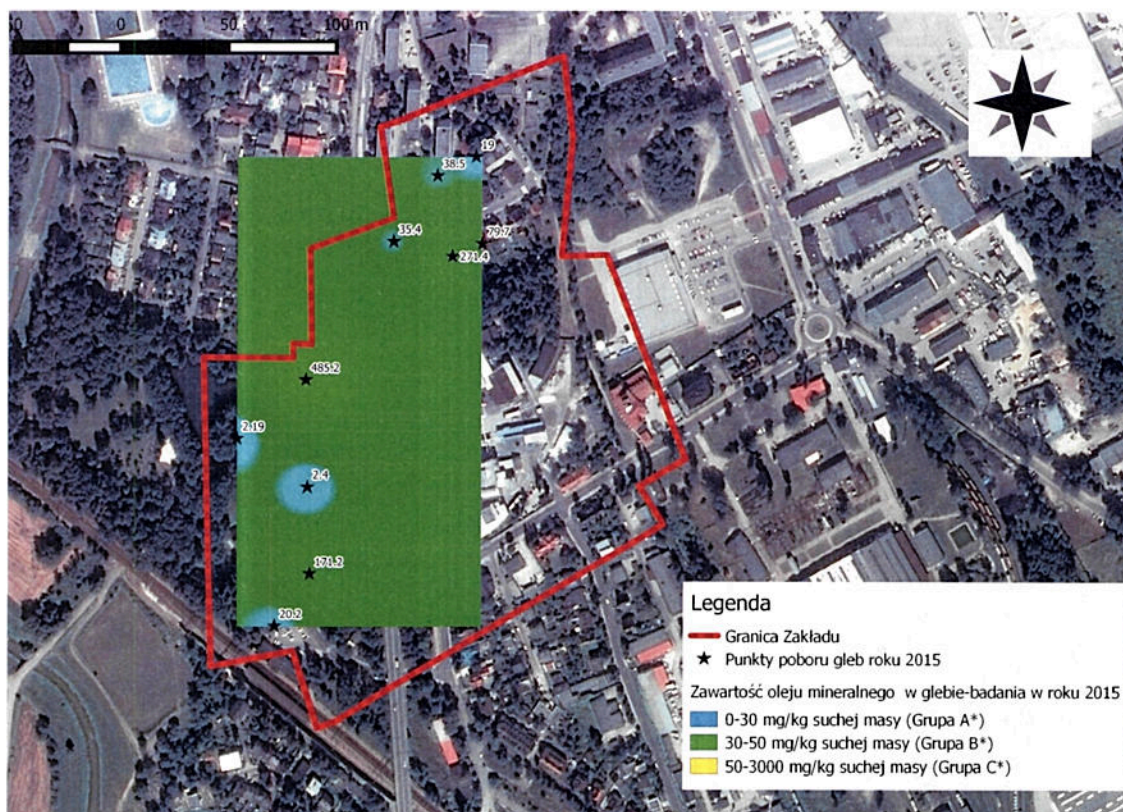 0 0 50 100 m
19
38.5
35.4
79.7
271.4
485.2
2.19
2.4
171.2
20.2
Legenda
Granica Zakładu
Punkty poboru gleb roku 2015
Zawartość oleju mineralnego w glebie-badania w roku 2015
0-30 mg/kg suchej masy (Grupa A*)
30-50 mg/kg suchej masy (Grupa B*)
50-3000 mg/kg suchej masy (Grupa C*)